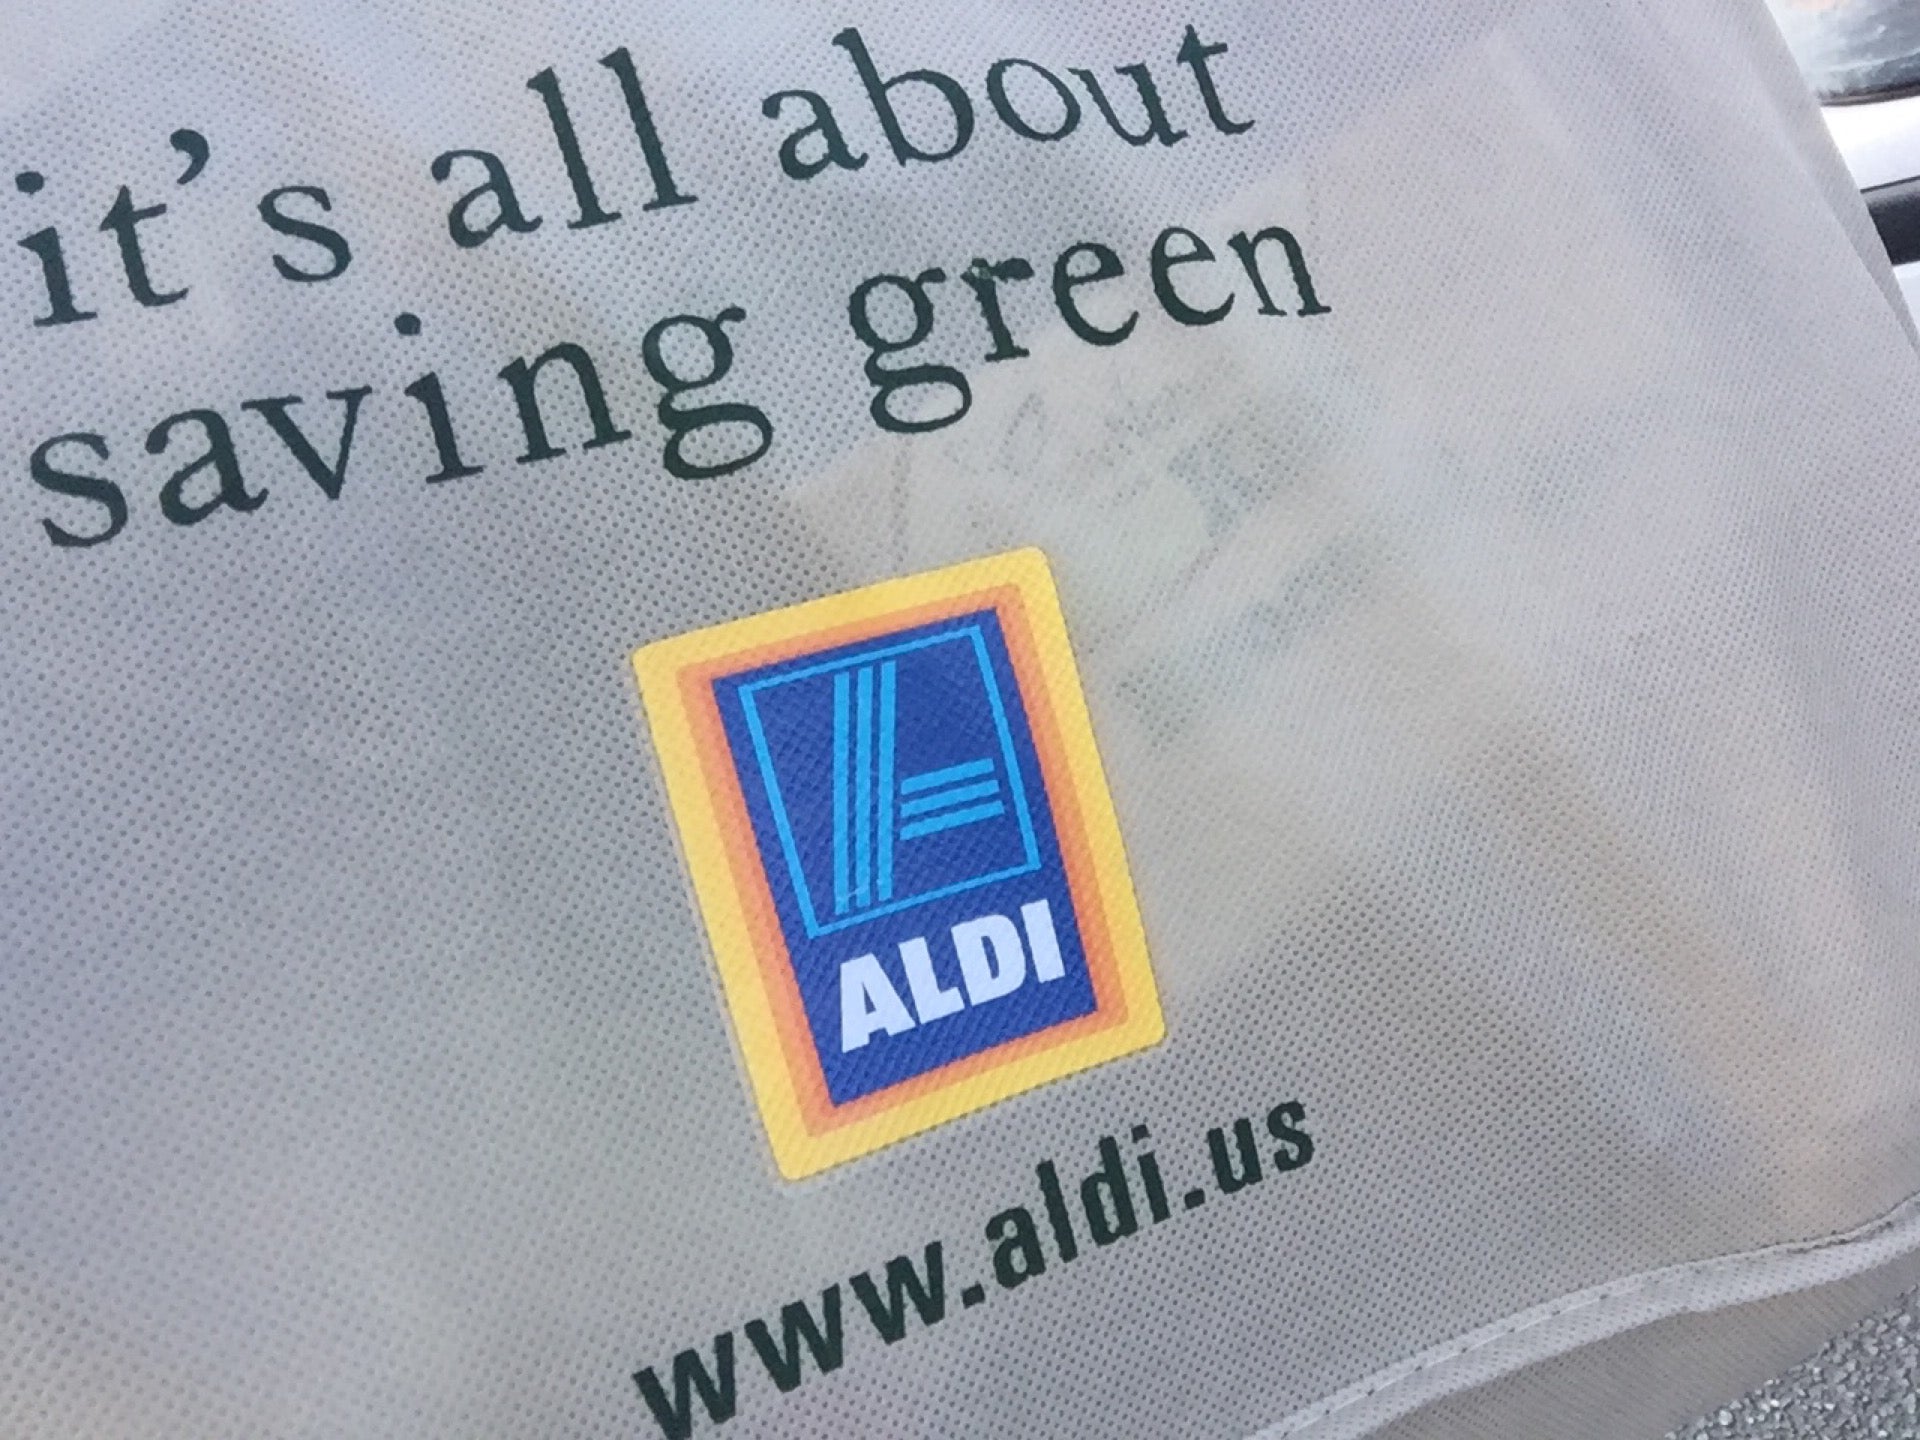 it's all about
saving green
ALDI
www.aldi.us